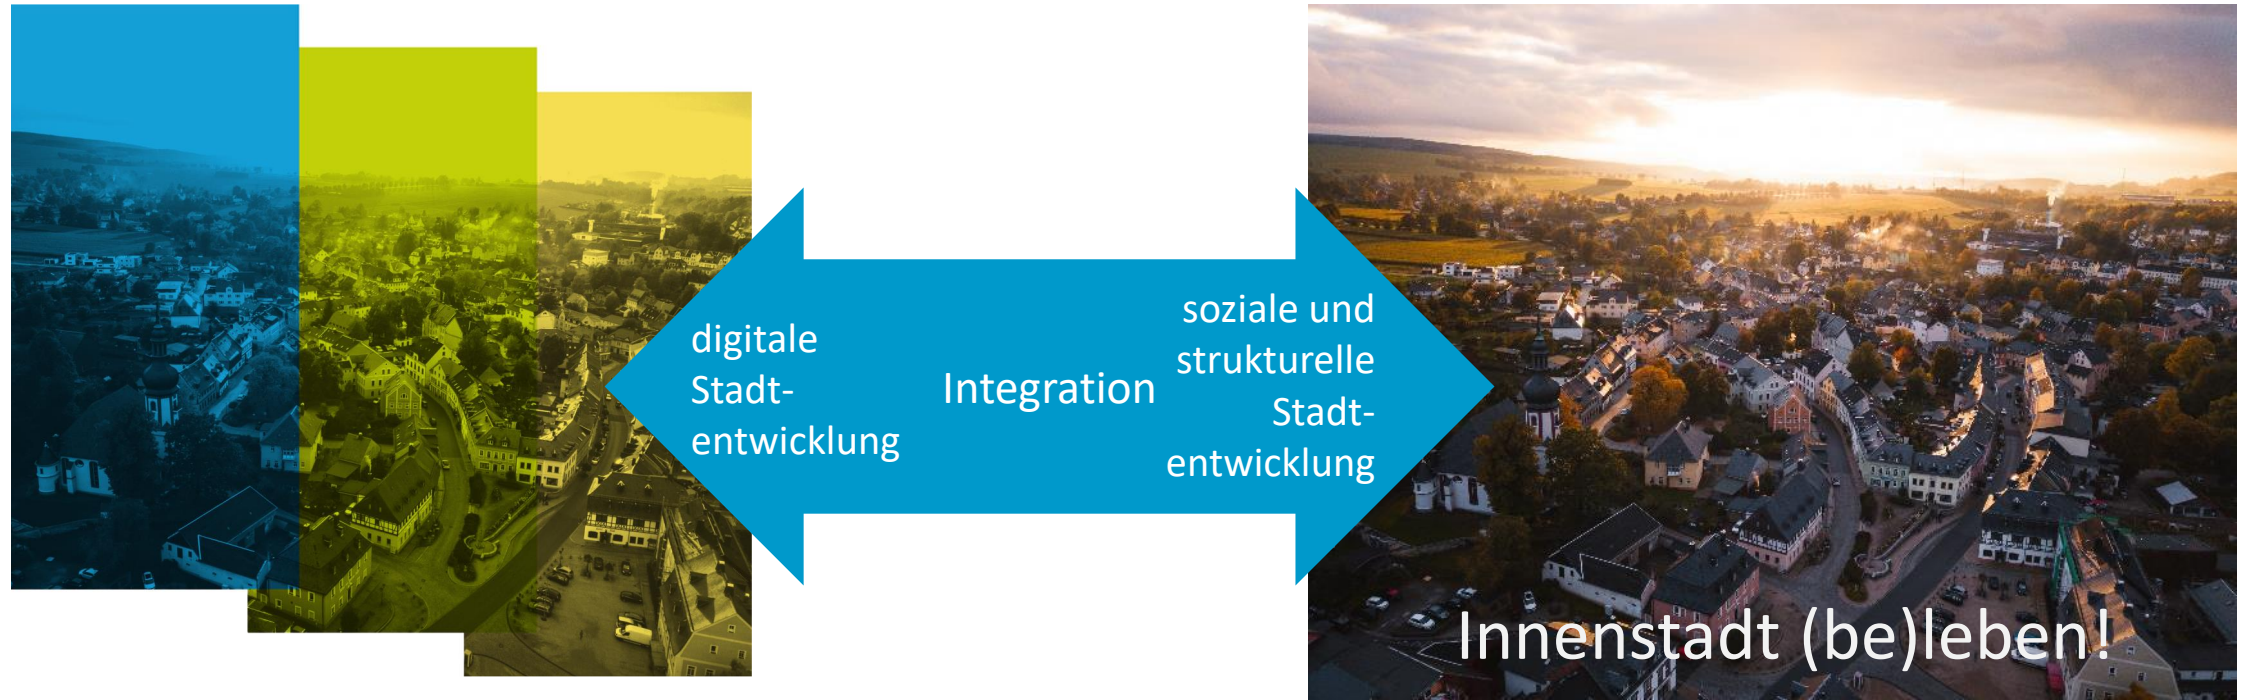 digitale
Stadt-
entwicklung
Integration
soziale und
strukturelle
Stadt-
entwicklung
Innenstadt (be)leben!